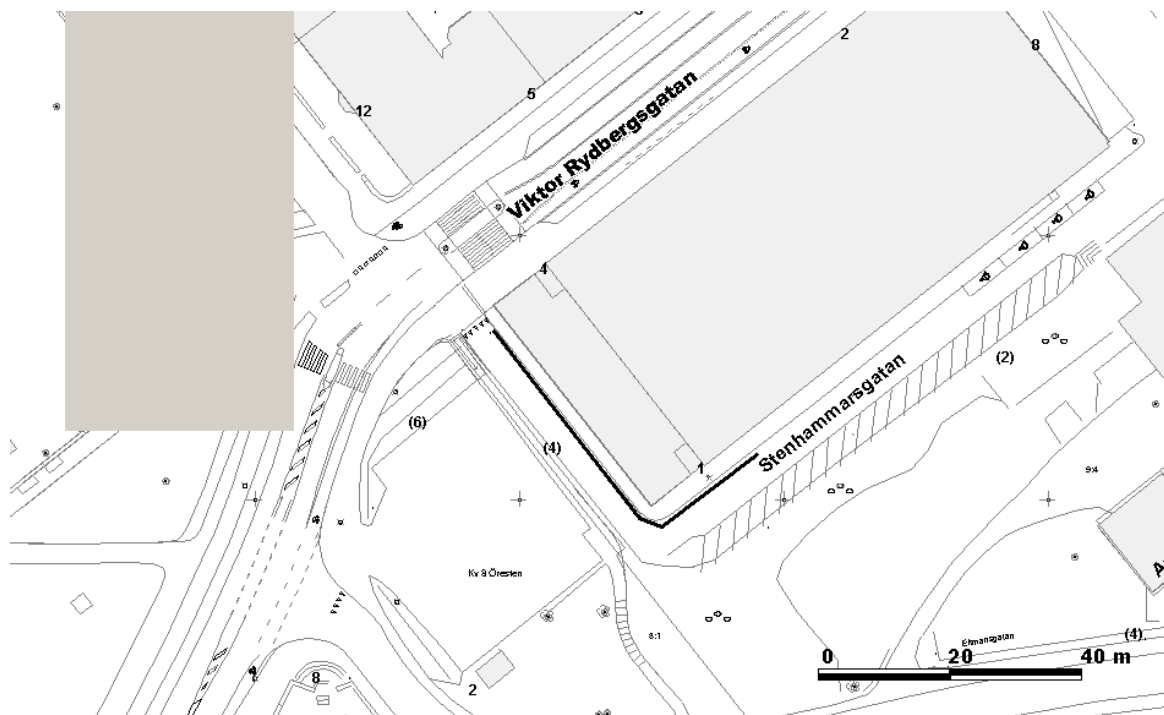 2
8
5
12
Viktor Rydbergsgatan
4
(2)
Stenhammarsgatan
(6)
(4)
1
9:4
Kv 8 Öresten
8:1
Ehmansgatan
(4)
0 20 40 m
8
2